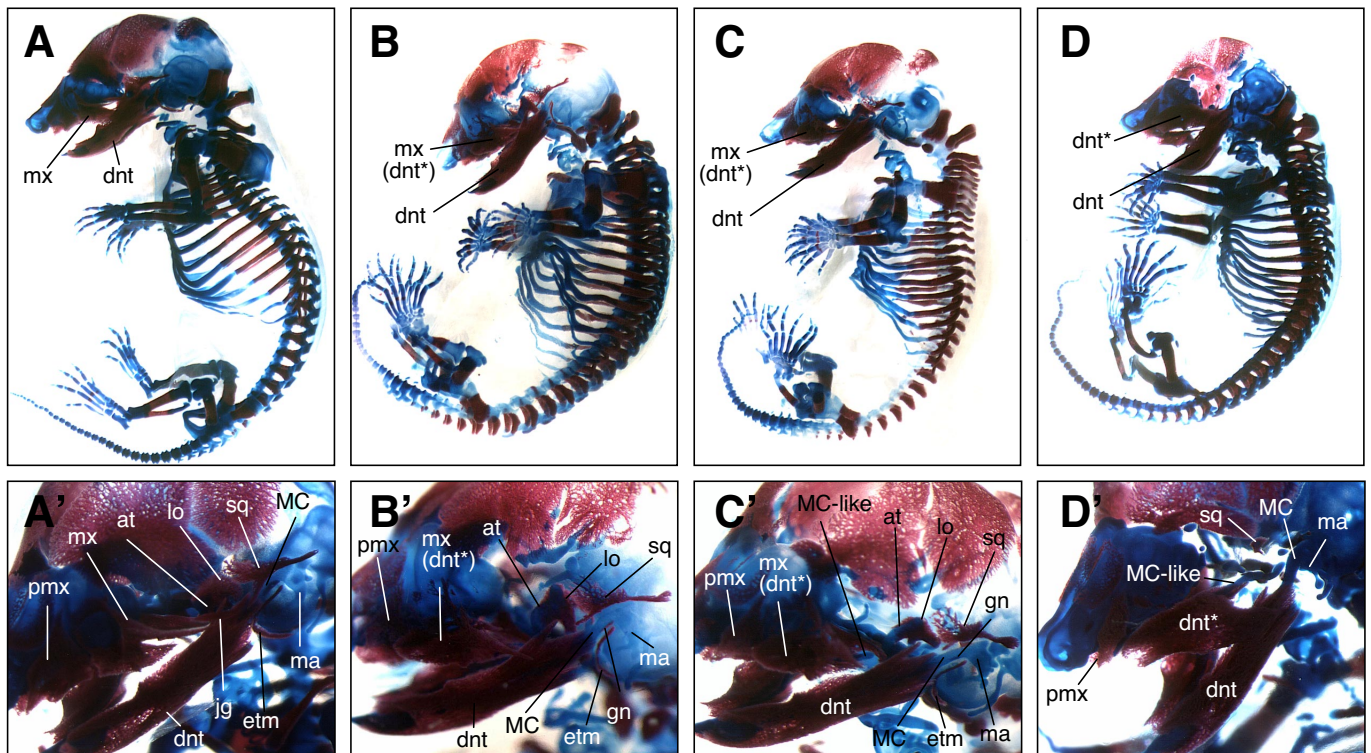 A
mx
dnt
B
mx
(dnt*)
dnt
C
mx
(dnt*)
dnt
D
dnt*
dnt
A’
pmx
mx
at
lo
sq
MC
ma
jg
etm
dnt
B’
pmx
mx
(dnt*)
at
lo
sq
ma
gn
etm
MC
dnt
C’
MC-like
pmx
mx
(dnt*)
at
lo
sq
gn
dnt
MC
etm
ma
D’
sq
MC
ma
MC-like
dnt*
pmx
dnt